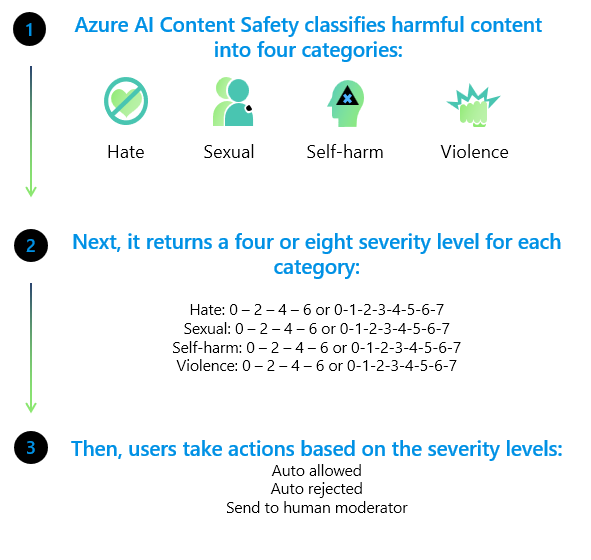 1
Azure AI Content Safety classifies harmful content
into four categories:
Hate
Sexual
Self-harm
Violence
2
Next, it returns a four or eight severity level for each
category:
Hate: 0 – 2 – 4 – 6 or 0-1-2-3-4-5-6-7
Sexual: 0 – 2 – 4 – 6 or 0-1-2-3-4-5-6-7
Self-harm: 0 – 2 – 4 – 6 or 0-1-2-3-4-5-6-7
Violence: 0 – 2 – 4 – 6 or 0-1-2-3-4-5-6-7
3
Then, users take actions based on the severity levels:
Auto allowed
Auto rejected
Send to human moderator